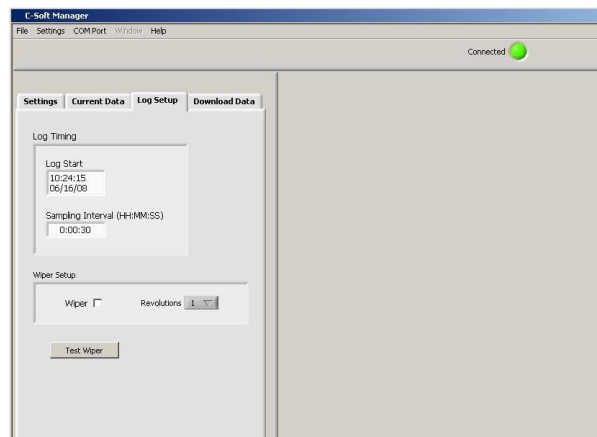 C-Soft Manager
File Settings COM Port Window Help
Connected
Settings Current Data Log Setup Download Data
Log Timing
Log Start
10:24:15
06/16/08
Sampling Interval (HH:MM:SS)
0:00:30
Wiper Setup
Wiper Revolutions 1
Test Wiper